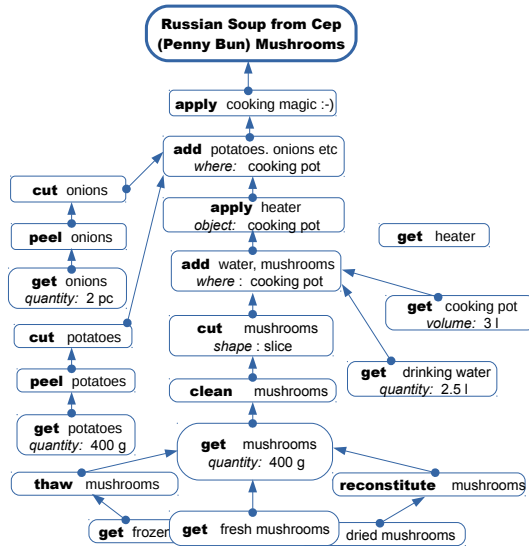 Russian Soup from Cep
(Penny Bun) Mushrooms
apply cooking magic :-)
add potatoes. onions etc
where: cooking pot
cut onions
apply heater
object: cooking pot
peel onions
get heater
add water, mushrooms
where : cooking pot
get onions
quantity: 2 pc
get cooking pot
volume: 3 l
cut mushrooms
shape : slice
cut potatoes
get drinking water
quantity: 2.5 l
peel potatoes
clean mushrooms
get potatoes
quantity: 400 g
get mushrooms
quantity: 400 g
thaw mushrooms
reconstitute mushrooms
get frozen
get fresh mushrooms
dried mushrooms